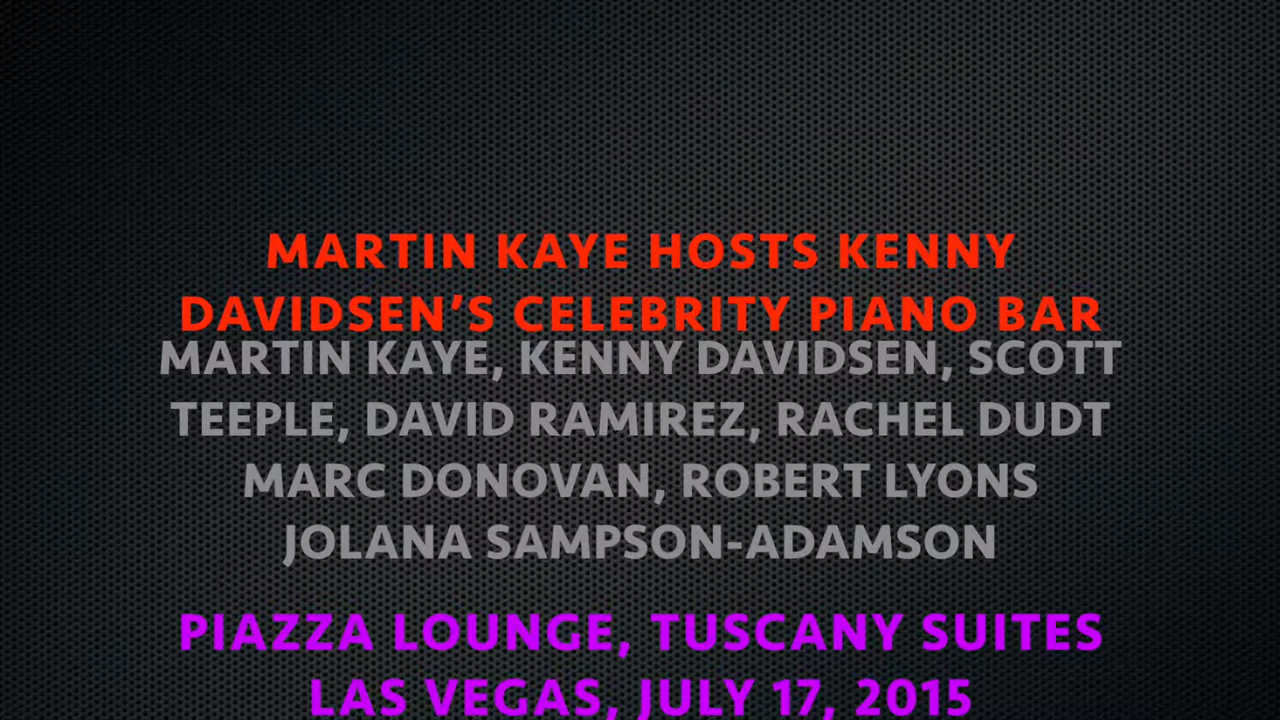 MARTIN KAYE HOSTS KENNY
DAVIDSEN'S CELEBRITY PIANO BAR
MARTIN KAYE, KENNY DAVIDSEN, SCOTT
TEEPLE, DAVID RAMIREZ, RACHEL DUDT
MARC DONOVAN, ROBERT LYONS
JOLANA SAMPSON-ADAMSON
PIAZZA LOUNGE, TUSCANY SUITES
LAS VEGAS, JULY 17, 2015